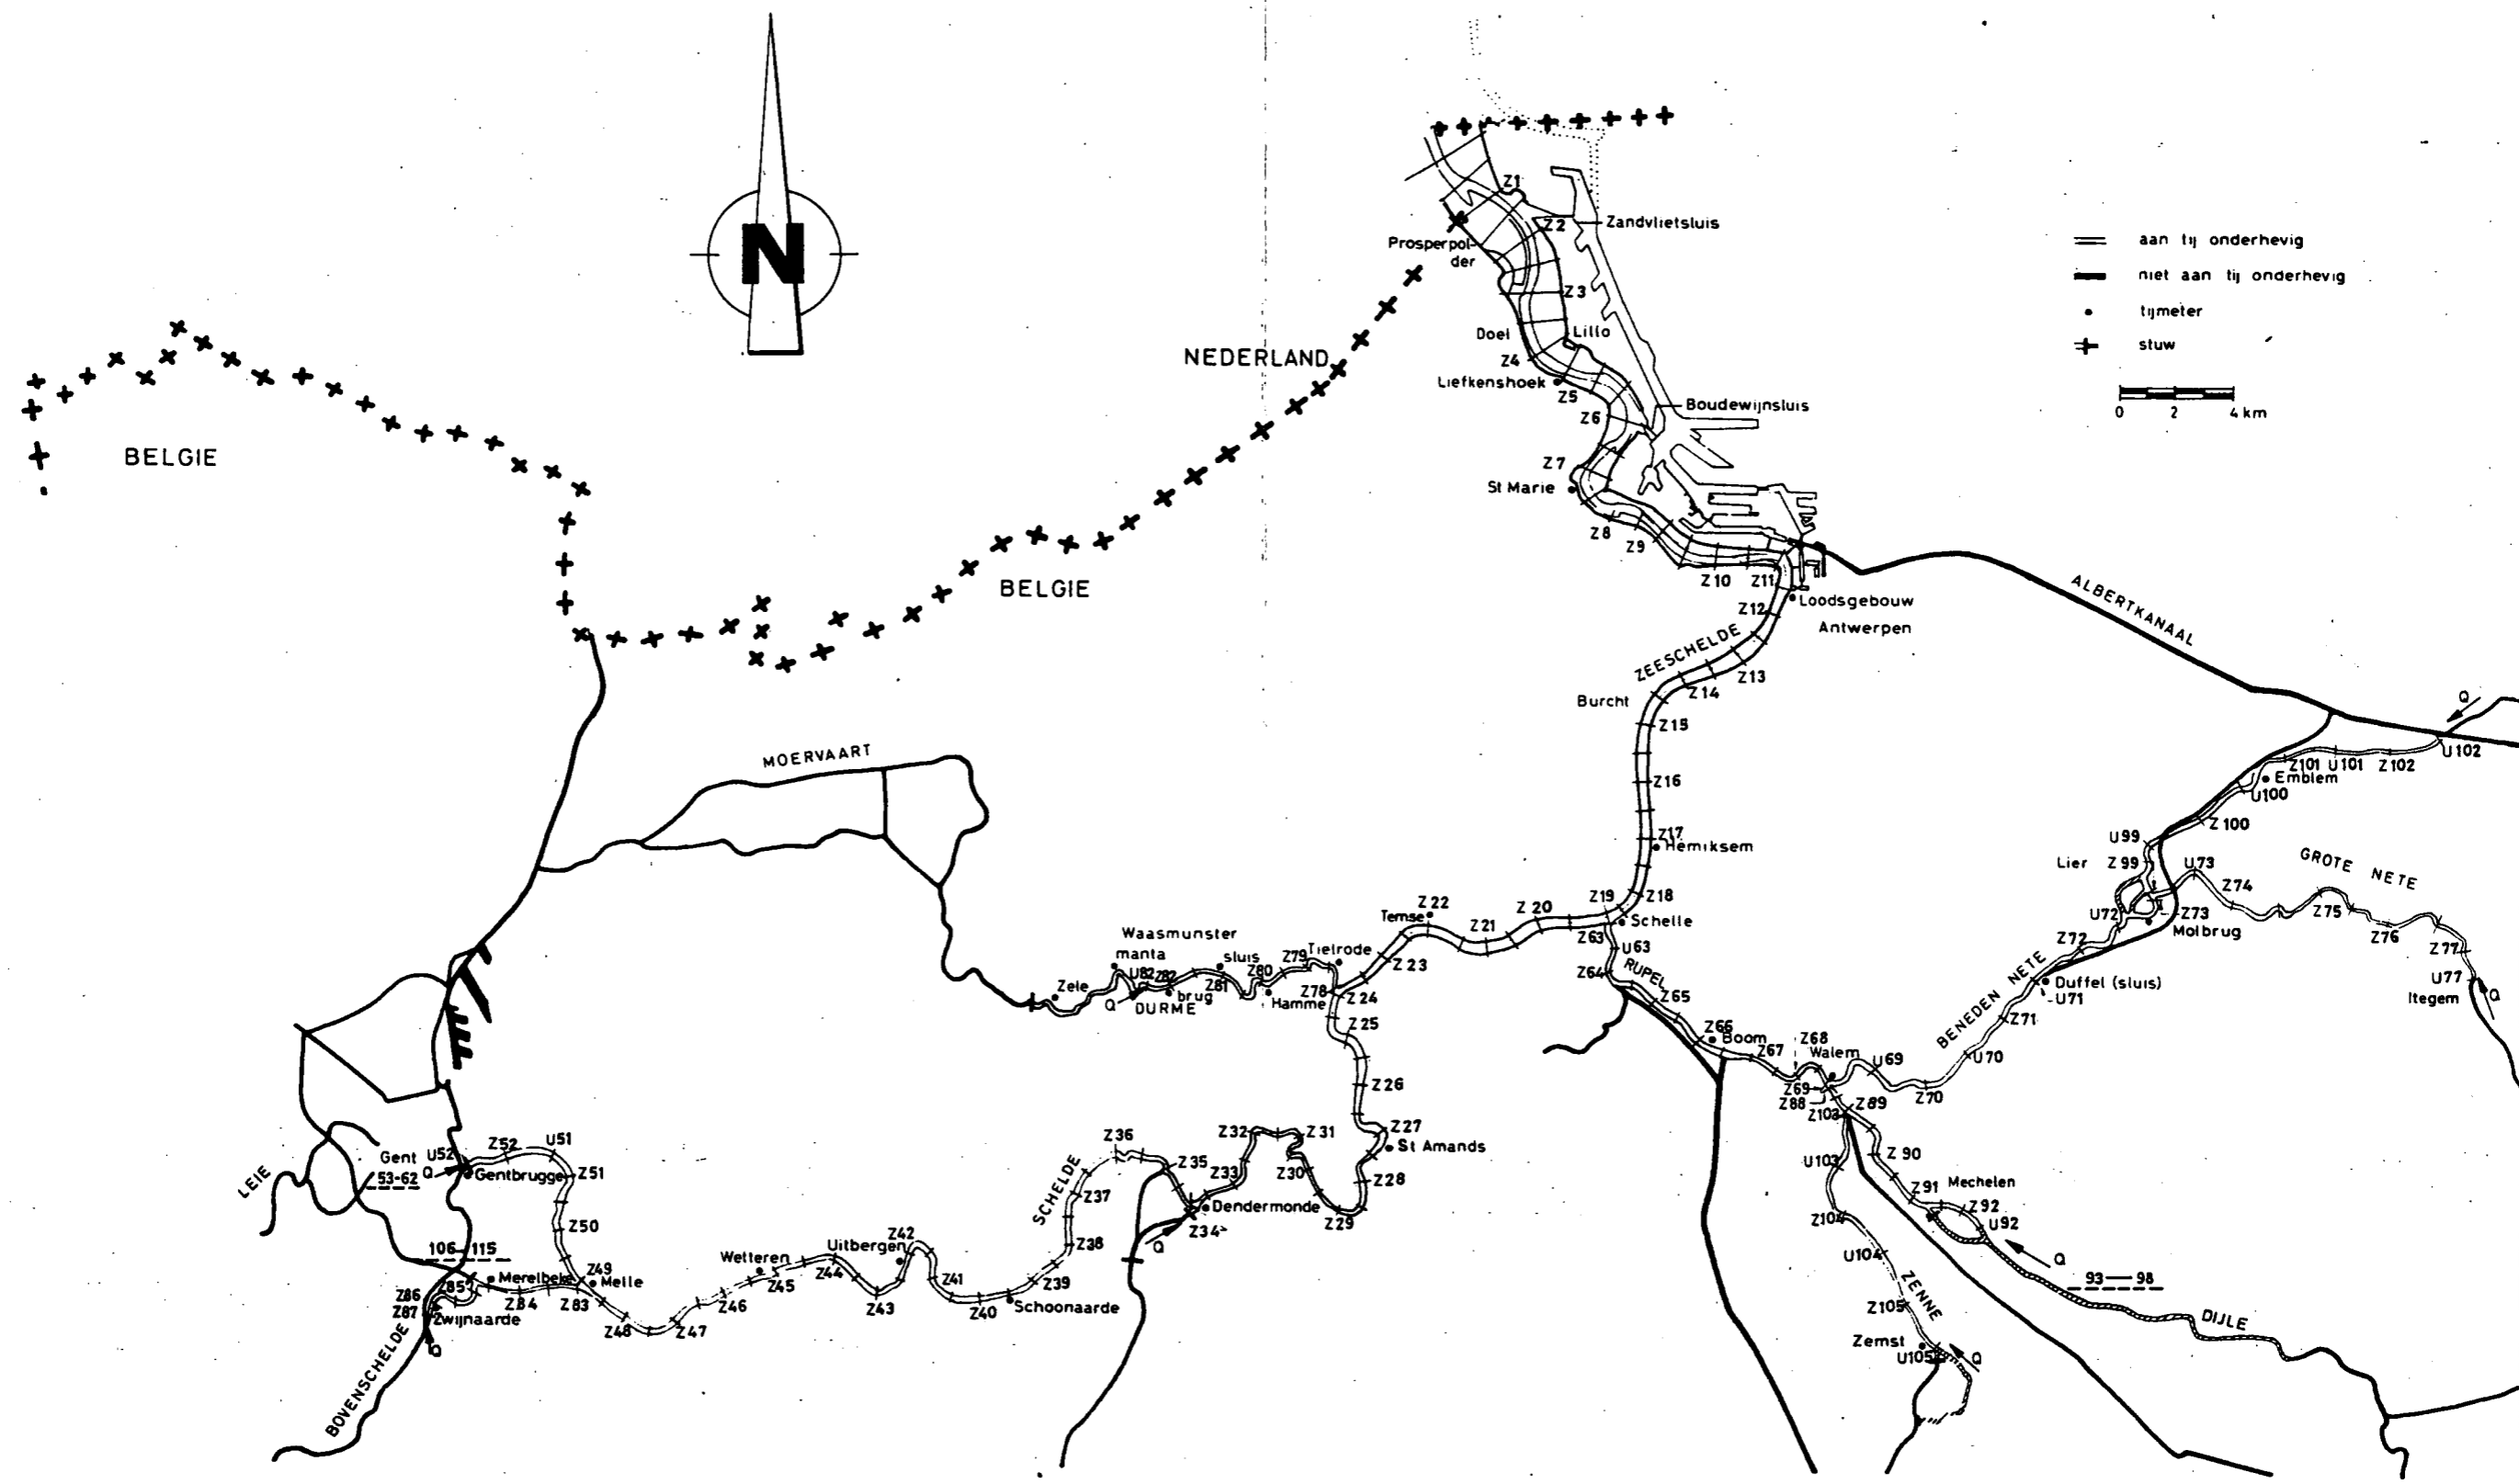 N
NEDERLAND
BELGIE
BELGIE
aan tij onderhevig
niet aan tij onderhevig
tijmeter
stuw
0 2 4 km
Z1
Z2
Zandvlietsluis
Prosperpol-
der
Z3
Doel
Lillo
Z4
Liefkenshoek
Z5
Boudewijnsluis
Z6
Z7
St Marie
Z8
Z9
Z10
Z11
Loodsgebouw
Antwerpen
Z12
ZEESCHELDE
Z13
Z14
Burcht
Z15
ALBERTKANAAL
Q
U102
Z101
U101
Z102
Emblem
U100
Z100
Z16
Z17
Hemiksem
MOERVAART
U99
Lier
Z99
U73
GROTE NETE
Z74
Z75
Z76
Z77
U77
Itegem
Q
U72
Z73
Molbrug
Z72
Duffel (sluis)
U71
Z71
BENEDEN NETE
U70
Z18
Z19
Schelle
Z20
Z21
Z22
Temse
Z23
Z63
U63
Z64
RUPEL
Z65
Z66
Boom
Z67
Z68
Walem
U69
Z69
Z70
Z88
Z103
Z89
Waasmunster
manta
sluis
Tielrode
Z79
Z80
Z81
U82
Z82
Zele
Q
brug
DURME
Hamme
Z78
Z24
Z25
Z26
Z27
St Amands
Z28
Z29
Z30
Z31
Z32
Z33
Dendermonde
Z34
Q
Z35
Z36
SCHELDE
Z37
Z38
Z39
Schoonaarde
Z40
Z41
Z42
Uitbergen
Z43
Z44
Wetteren
Z45
Z46
Z47
Z48
Z49
Melle
Z50
Z51
U51
Z52
U52
Gent
Q
Gentbrugge
53-62
LEIE
106-115
Merelbeke
Z83
Z84
Z85
Z86
Z87
Zwijnaarde
Q
BOVENSCHELDE
U103
Z90
Z91
Mechelen
Z92
U92
Q
93-98
DIJLE
Z104
U104
ZENNE
Z105
Zemst
U105
Q